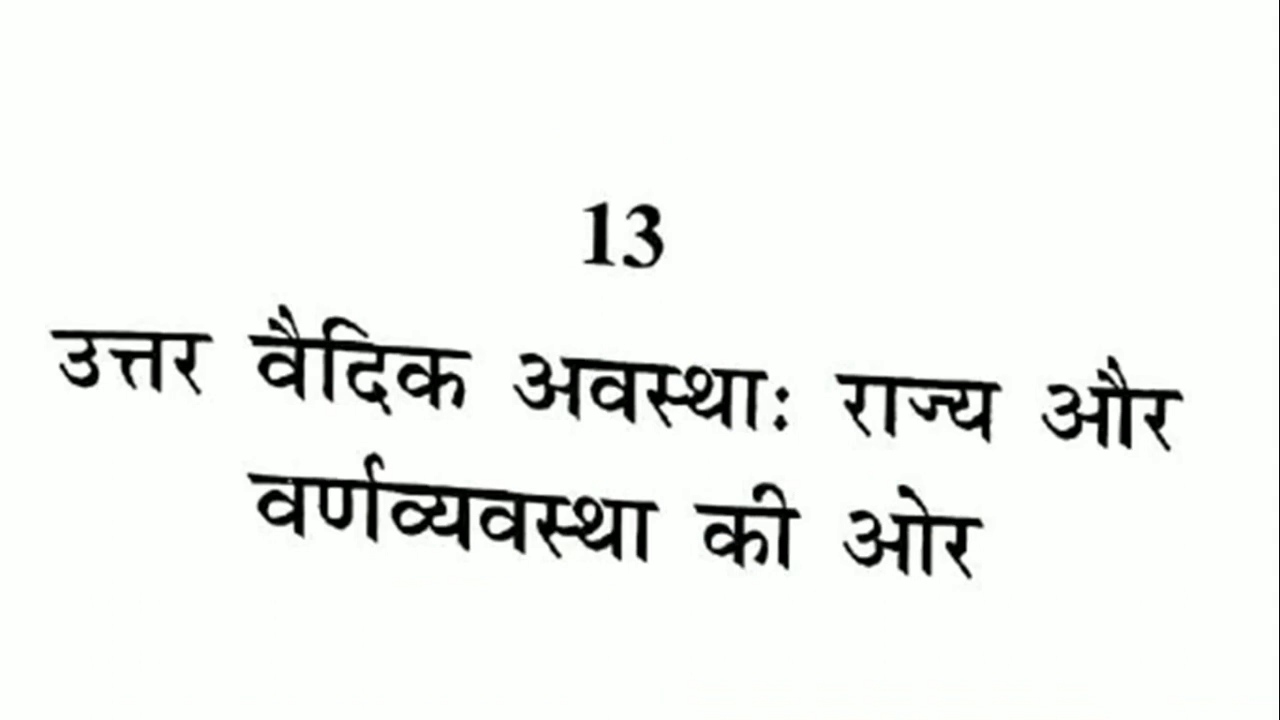 13
उत्तर वैदिक अवस्थाः राज्य और
वर्णव्यवस्था की ओर